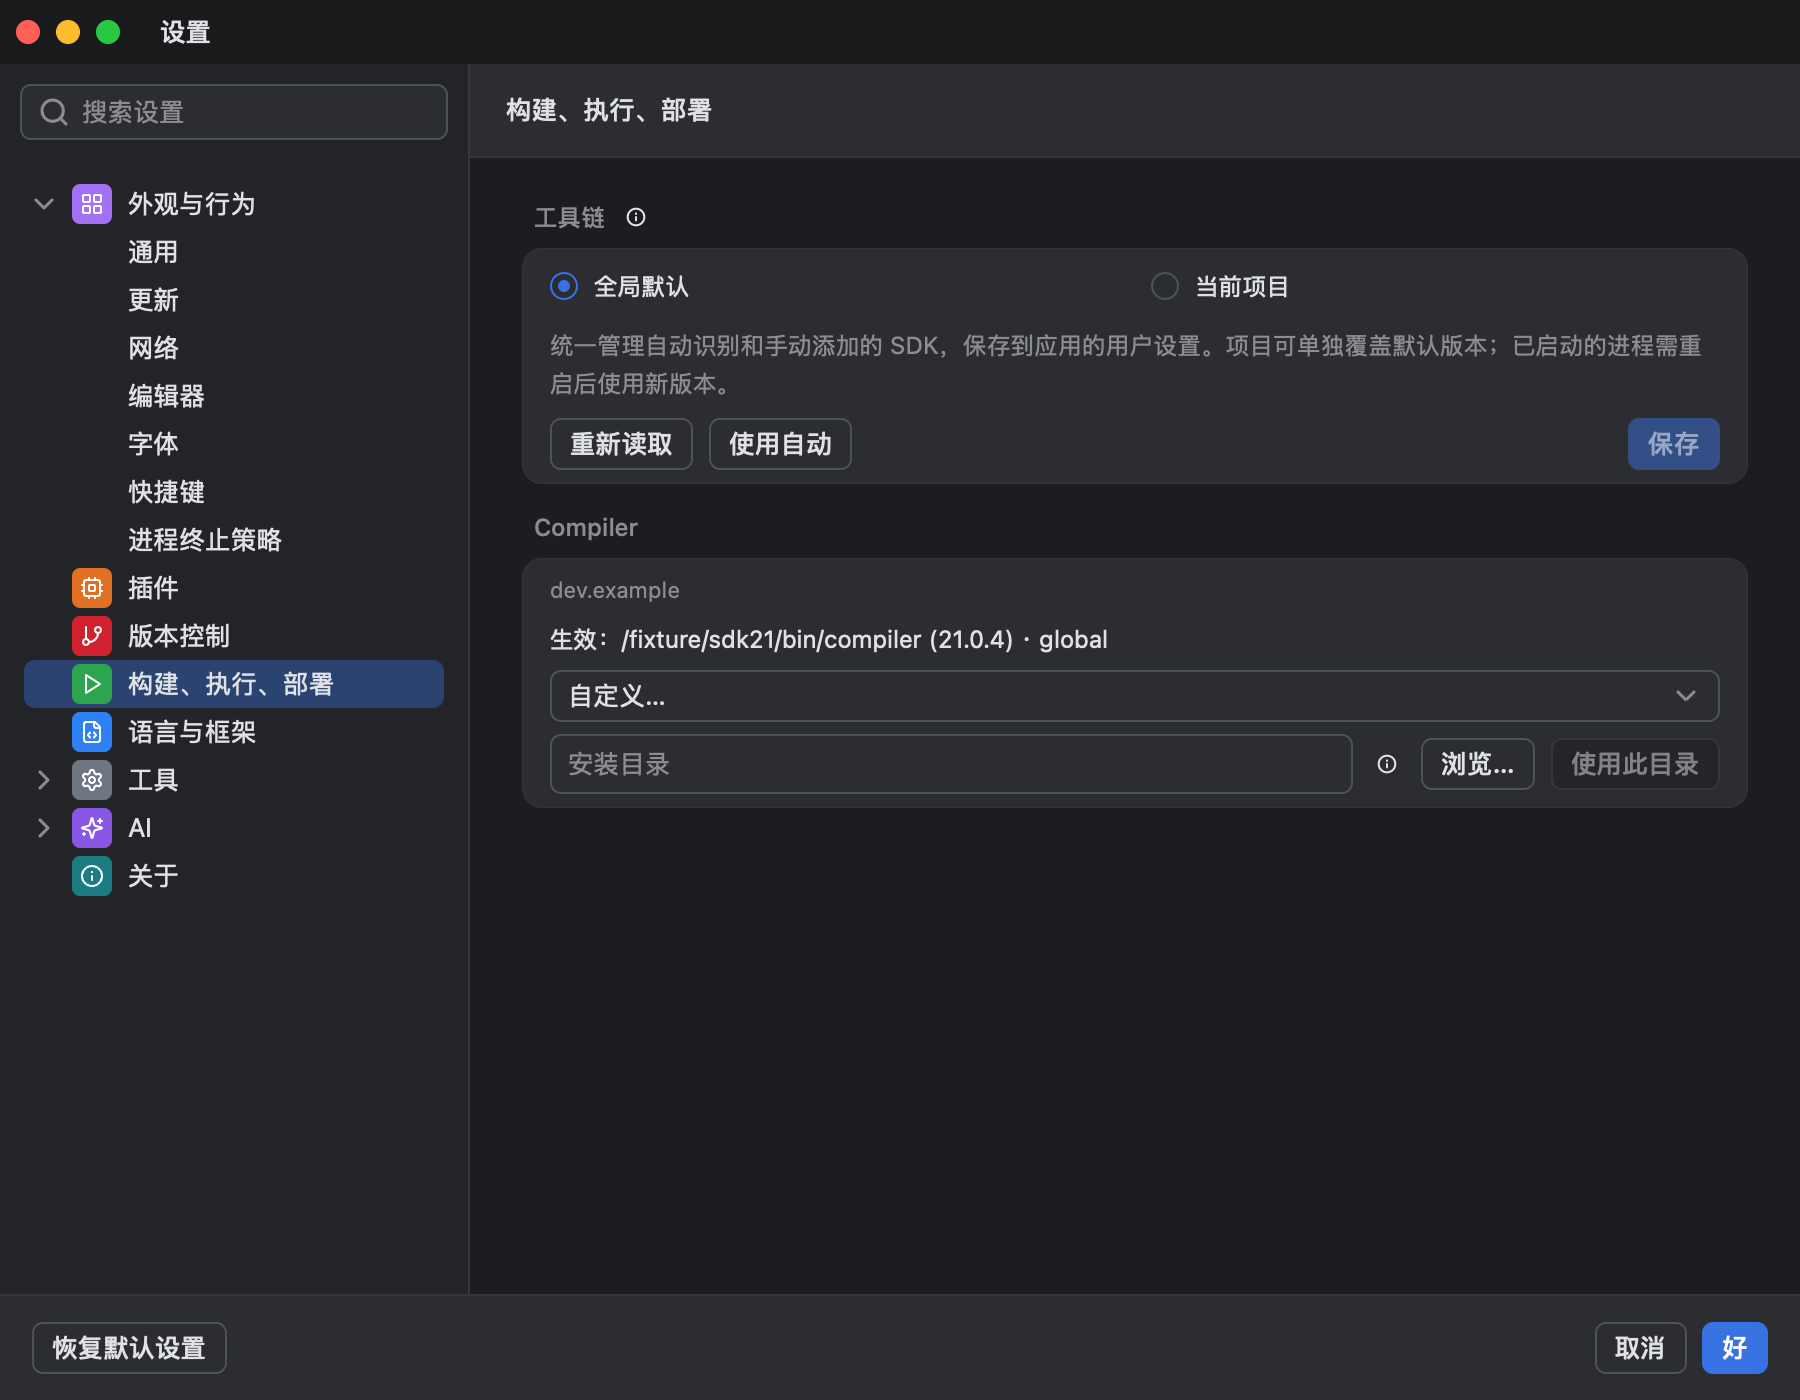 设置
搜索设置
外观与行为
通用
更新
网络
编辑器
字体
快捷键
进程终止策略
插件
版本控制
构建、执行、部署
语言与框架
工具
AI
关于
构建、执行、部署
工具链
全局默认
当前项目
统一管理自动识别和手动添加的 SDK，保存到应用的用户设置。项目可单独覆盖默认版本；已启动的进程需重
启后使用新版本。
重新读取
使用自动
保存
Compiler
dev.example
生效：/fixture/sdk21/bin/compiler (21.0.4) · global
自定义...
安装目录
浏览...
使用此目录
恢复默认设置
取消
好